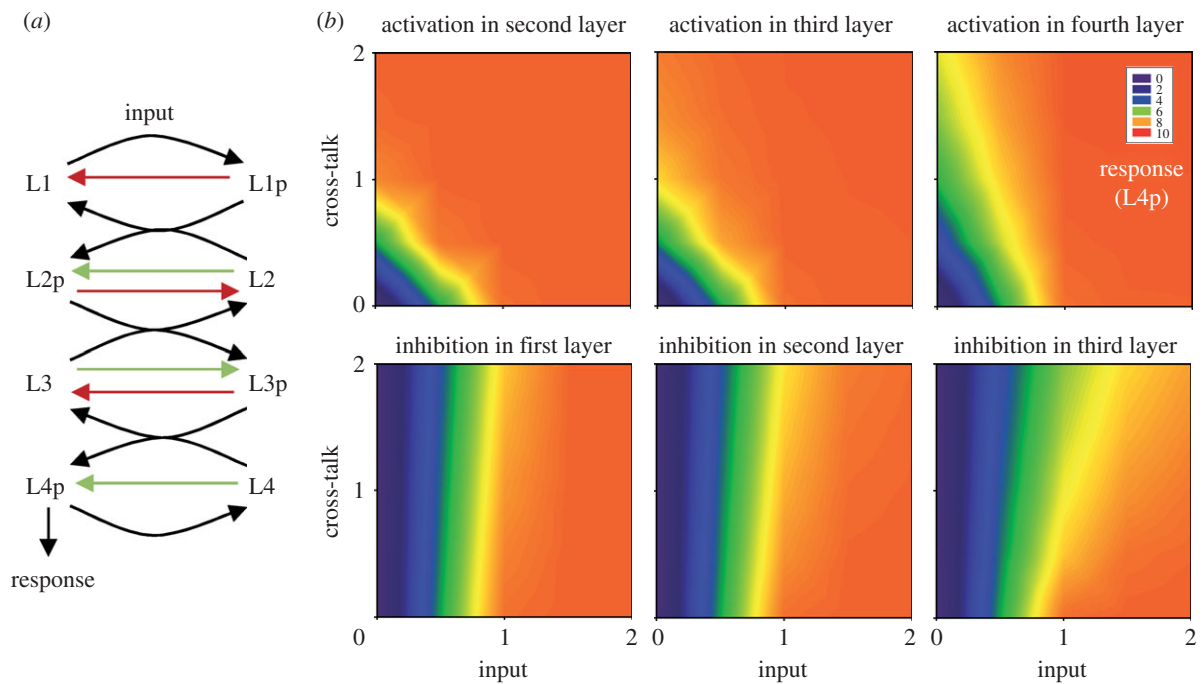 (a)
input
L1
L1p
L2p
L2
L3
L3p
L4p
L4
response
(b)
activation in second layer
activation in third layer
activation in fourth layer
2
cross-talk
1
0
0
2
4
6
8
10
response
(L4p)
inhibition in first layer
inhibition in second layer
inhibition in third layer
cross-talk
2
1
0
1
2
0
1
2
0
1
2
input
input
input